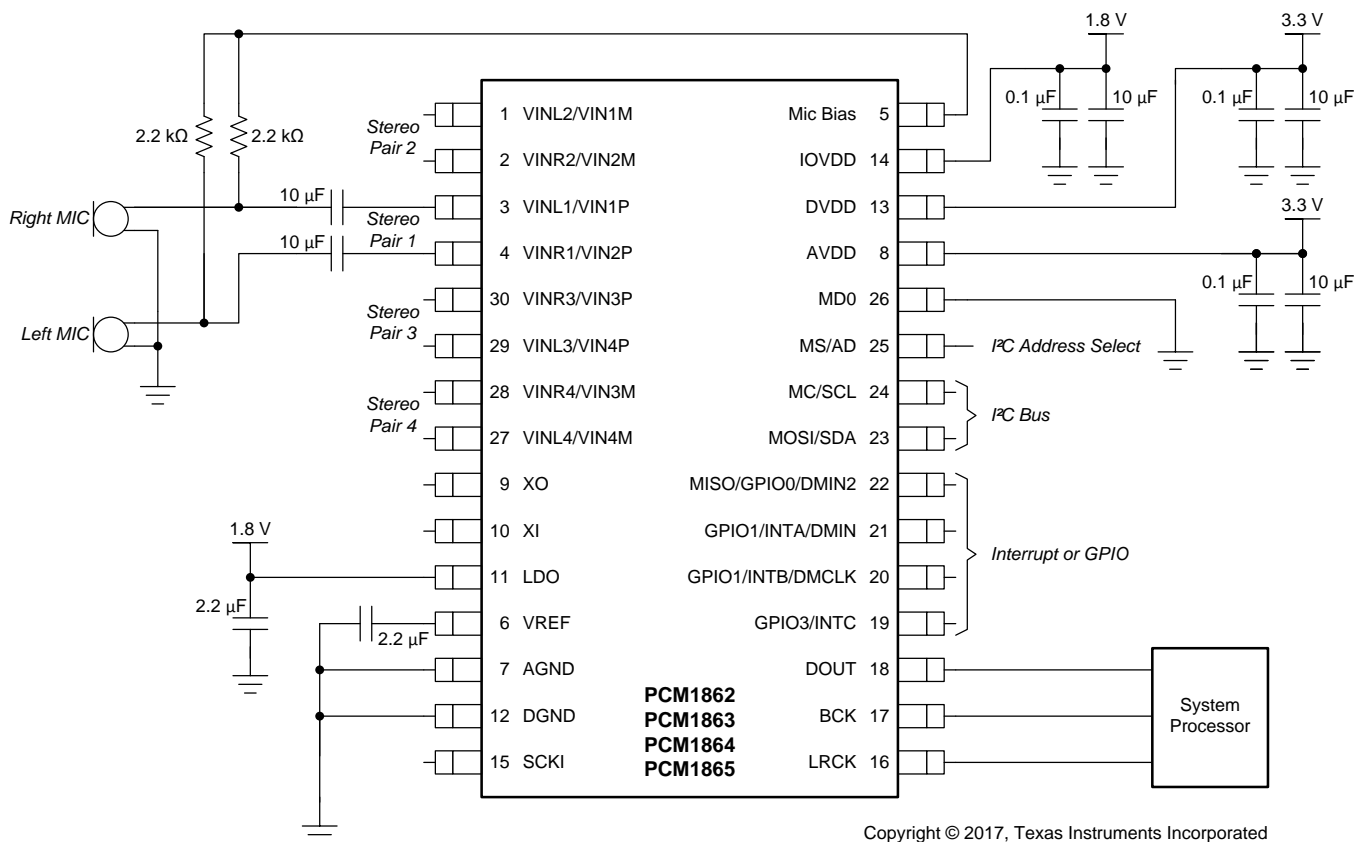 1.8 V
3.3 V
0.1 µF
10 µF
0.1 µF
10 µF
2.2 kΩ
2.2 kΩ
Stereo
Pair 2
1 VINL2/VIN1M
Mic Bias 5
2 VINR2/VIN2M
IOVDD 14
Right MIC
10 µF
Stereo
Pair 1
3 VINL1/VIN1P
DVDD 13
3.3 V
10 µF
4 VINR1/VIN2P
AVDD 8
0.1 µF
10 µF
Left MIC
Stereo
Pair 3
30 VINR3/VIN3P
MD0 26
29 VINL3/VIN4P
MS/AD 25
I²C Address Select
Stereo
Pair 4
28 VINR4/VIN3M
MC/SCL 24
I²C Bus
27 VINL4/VIN4M
MOSI/SDA 23
9 XO
MISO/GPIO0/DMIN2 22
10 XI
GPIO1/INTA/DMIN 21
Interrupt or GPIO
1.8 V
11 LDO
GPIO1/INTB/DMCLK 20
2.2 µF
2.2 µF
6 VREF
GPIO3/INTC 19
7 AGND
DOUT 18
12 DGND
BCK 17
15 SCKI
LRCK 16
PCM1862
PCM1863
PCM1864
PCM1865
System
Processor
Copyright © 2017, Texas Instruments Incorporated